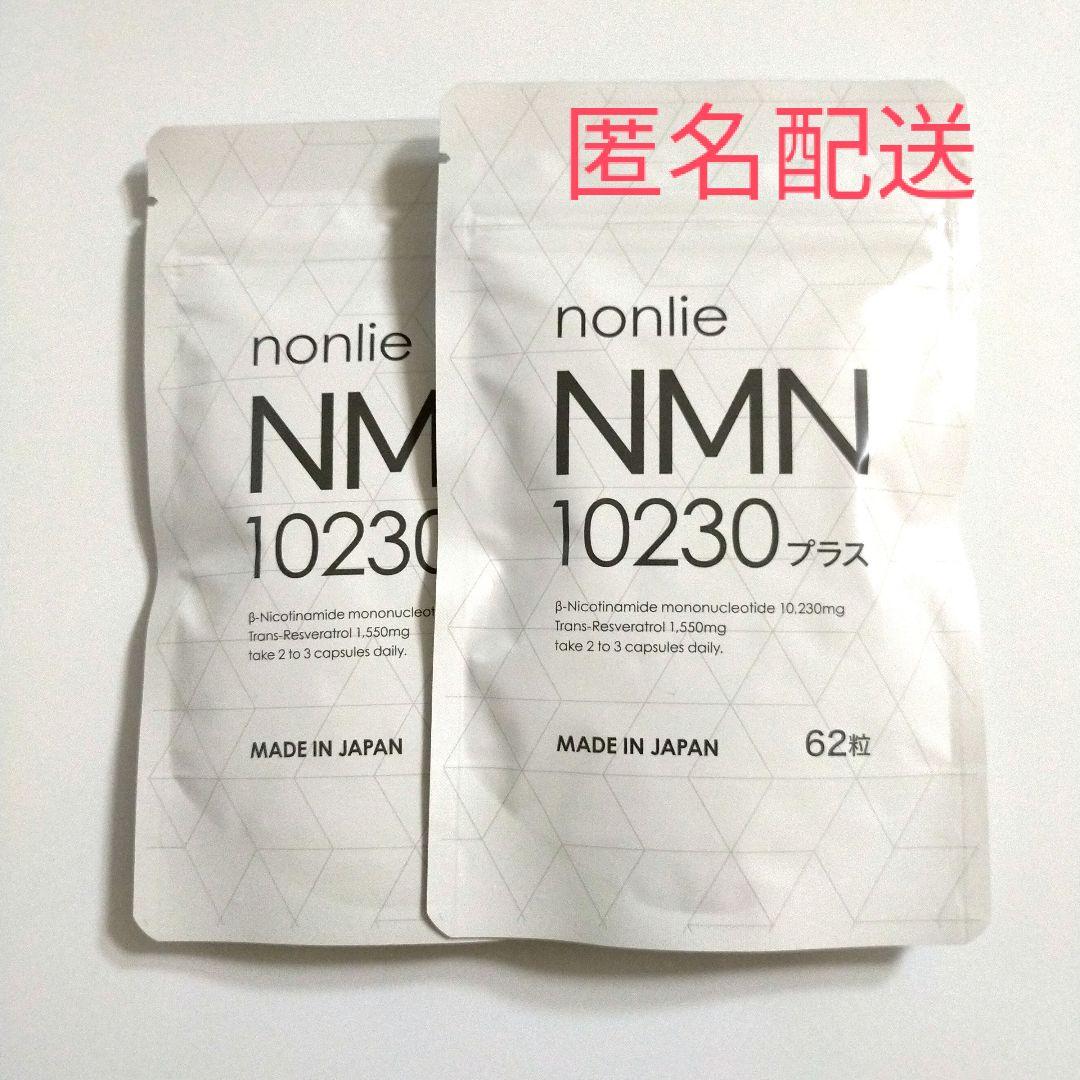 匿名配送
nonlie
NM
10230
β-Nicotinamide
Trans-Resveratrol 1,550mg
take 2 to 3 capsules daily.
MADE IN JAPAN
nonlie
NMN
10230プラス
β-Nicotinamide mononucleotide 10,230mg
Trans-Resveratrol 1,550mg
take 2 to 3 capsules daily.
MADE IN JAPAN 62粒